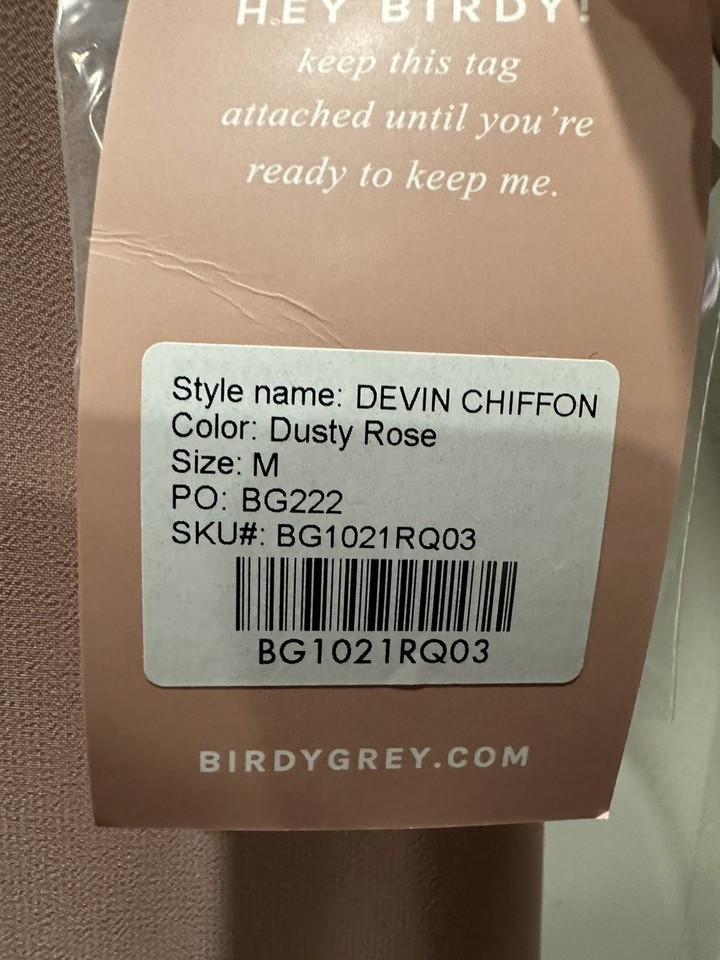 HEY BIRDY!
keep this tag
attached until you're
ready to keep me.
Style name: DEVIN CHIFFON
Color: Dusty Rose
Size: M
PO: BG222
SKU#: BG1021RQ03
BG1021RQ03
BIRDYGREY.COM